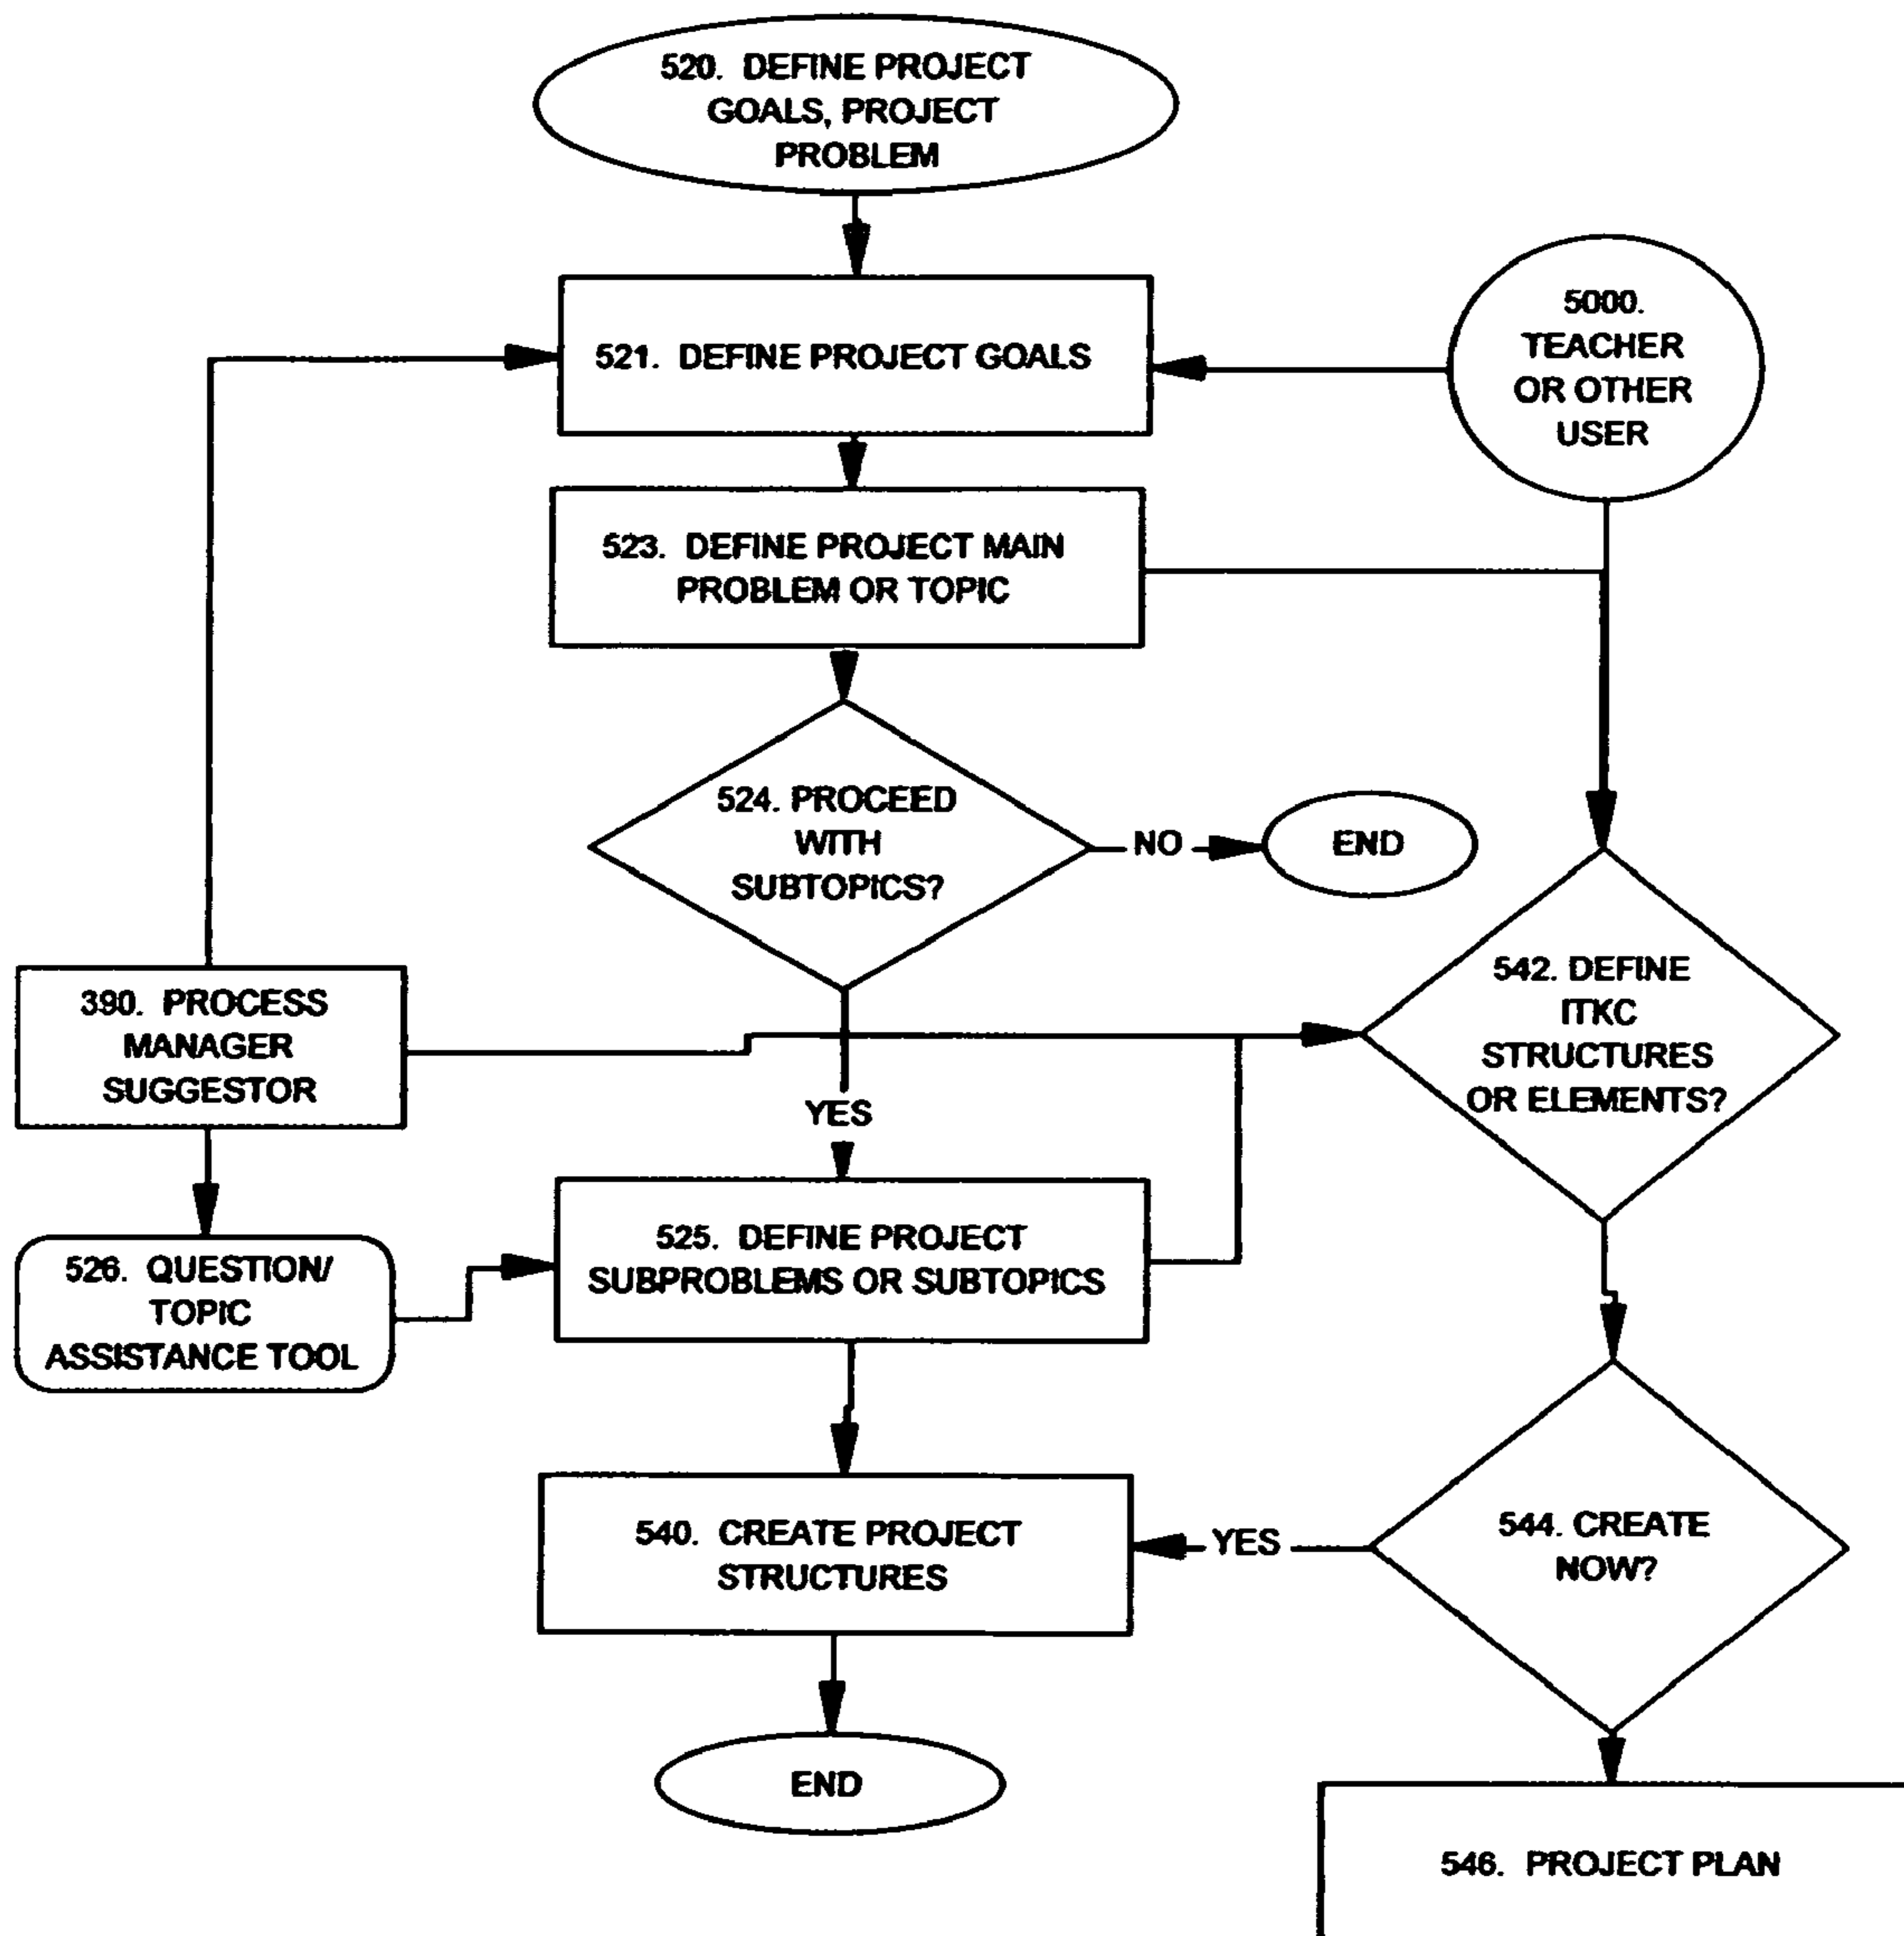 520. DEFINE PROJECT
GOALS, PROJECT
PROBLEM
521. DEFINE PROJECT GOALS
5000.
TEACHER
OR OTHER
USER
523. DEFINE PROJECT MAIN
PROBLEM OR TOPIC
524. PROCEED
WITH
SUBTOPICS?
NO
END
542. DEFINE
ITKC
STRUCTURES
OR ELEMENTS?
390. PROCESS
MANAGER
SUGGESTOR
YES
525. DEFINE PROJECT
SUBPROBLEMS OR SUBTOPICS
526. QUESTION/
TOPIC
ASSISTANCE TOOL
540. CREATE PROJECT
STRUCTURES
YES
544. CREATE
NOW?
END
546. PROJECT PLAN